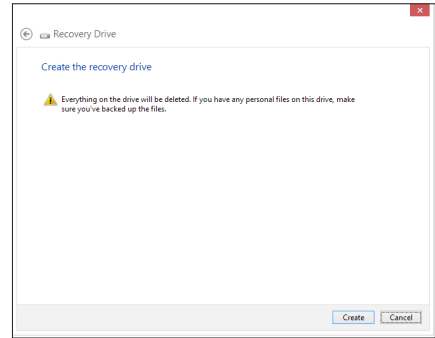 Recovery Drive
Create the recovery drive
Everything on the drive will be deleted. If you have any personal files on this drive, make
sure you've backed up the files.
Create Cancel